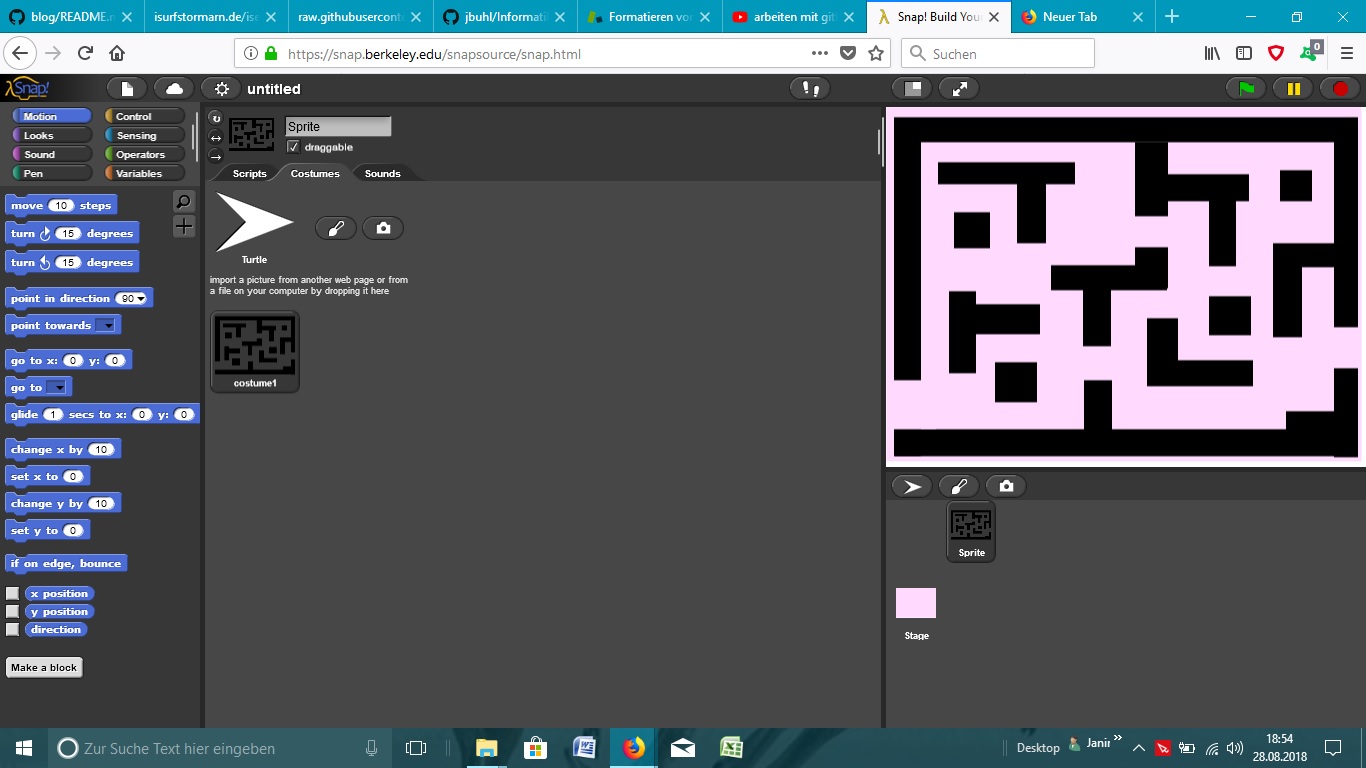 blog/README.m
isurfstormarn.de/ise
raw.githubuserconte
jbuhl/Informati
Formatieren von
arbeiten mit gith
Snap! Build Your
Neuer Tab
https://snap.berkeley.edu/snapsource/snap.html
Suchen
0
Snap!
untitled
Motion
Control
Looks
Sensing
Sound
Operators
Pen
Variables
Sprite
draggable
Scripts
Costumes
Sounds
move 10 steps
turn 15 degrees
turn 15 degrees
point in direction 90
point towards
go to x: 0 y: 0
go to
glide 1 secs to x: 0 y: 0
change x by 10
set x to 0
change y by 10
set y to 0
if on edge, bounce
x position
y position
direction
Make a block
Turtle
import a picture from another web page or from
a file on your computer by dropping it here
costume1
Sprite
Stage
Zur Suche Text hier eingeben
Desktop
Janir
18:54
28.08.2018